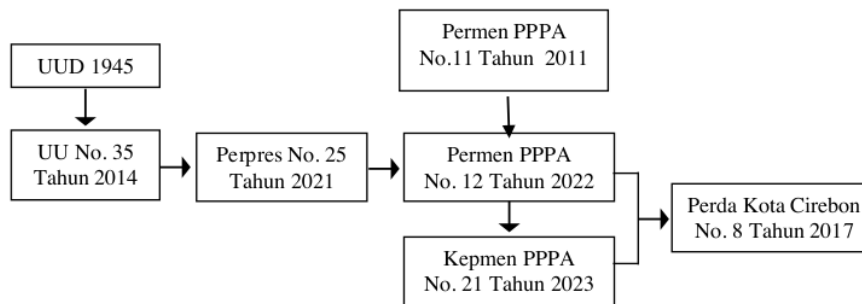 Permen PPPA
No.11 Tahun  2011
UUD 1945
UU No. 35
Tahun 2014
Perpres No. 25
Tahun 2021
Permen PPPA
No. 12 Tahun 2022
Perda Kota Cirebon
No. 8 Tahun 2017
Kepmen PPPA
No. 21 Tahun 2023